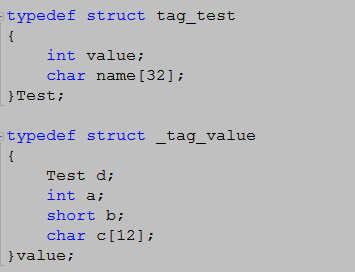 typedef struct tag_test
{
    int value;
    char name[32];
}Test;

typedef struct _tag_value
{
    Test d;
    int a;
    short b;
    char c[12];
}value;